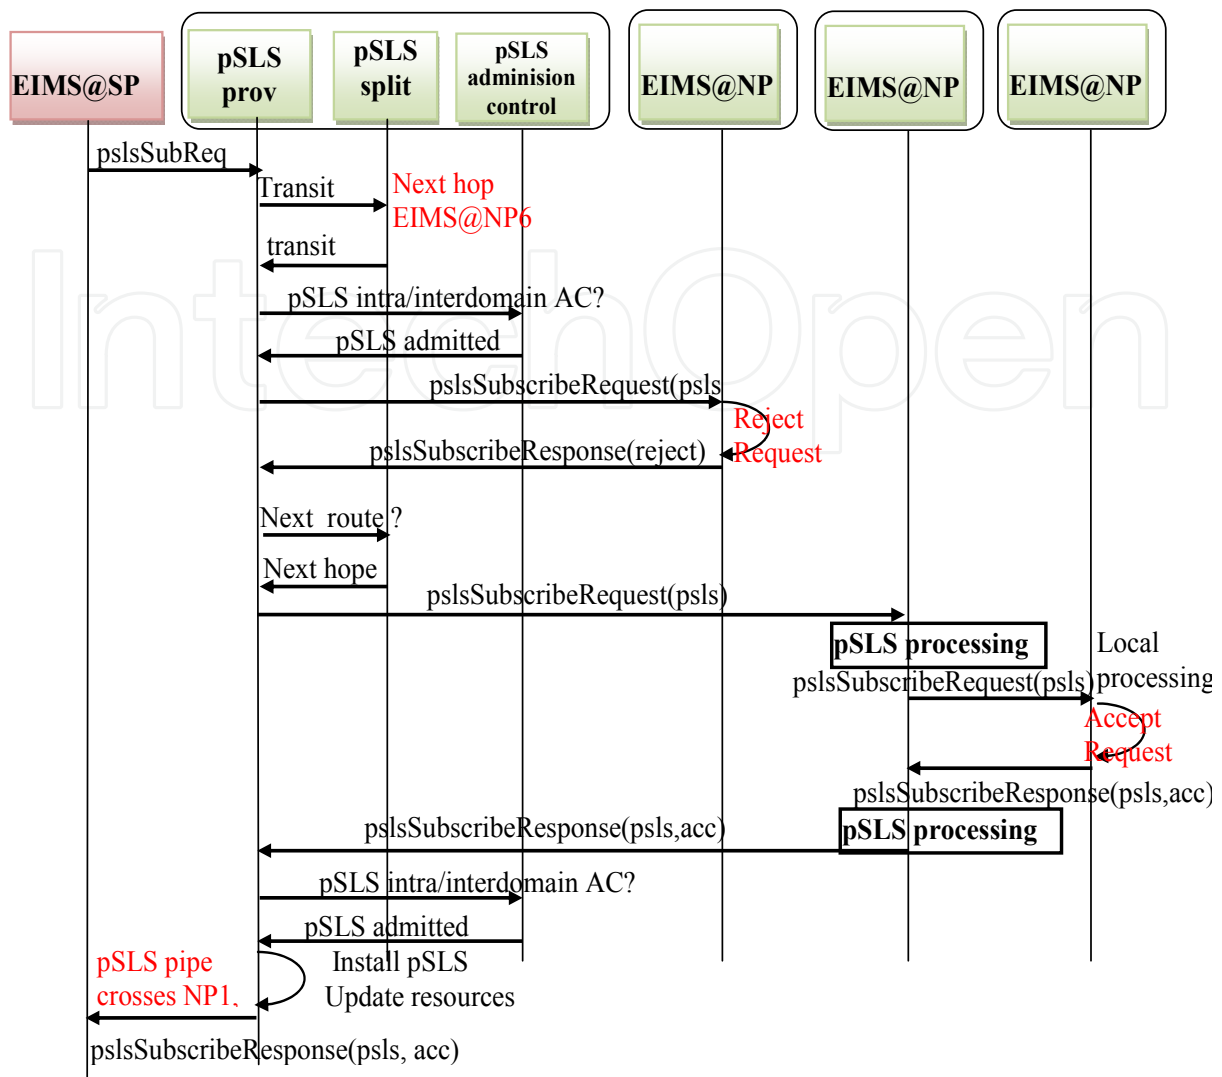 EIMS@SP
pSLS
prov
pSLS
split
pSLS
adminision
control
EIMS@NP
EIMS@NP
EIMS@NP
pslsSubReq
Transit
Next hop
EIMS@NP6
transit
pSLS intra/interdomain AC?
pSLS admitted
pslsSubscribeRequest(psls
Reject
Request
pslsSubscribeResponse(reject)
Next route ?
Next hope
pslsSubscribeRequest(psls)
pSLS processing
Local
processing
pslsSubscribeRequest(psls)
Accept
Request
pslsSubscribeResponse(psls,acc)
pSLS processing
pslsSubscribeResponse(psls,acc)
pSLS intra/interdomain AC?
pSLS admitted
pSLS pipe
crosses NP1,
Install pSLS
Update resources
pslsSubscribeResponse(psls, acc)
IntechOpen